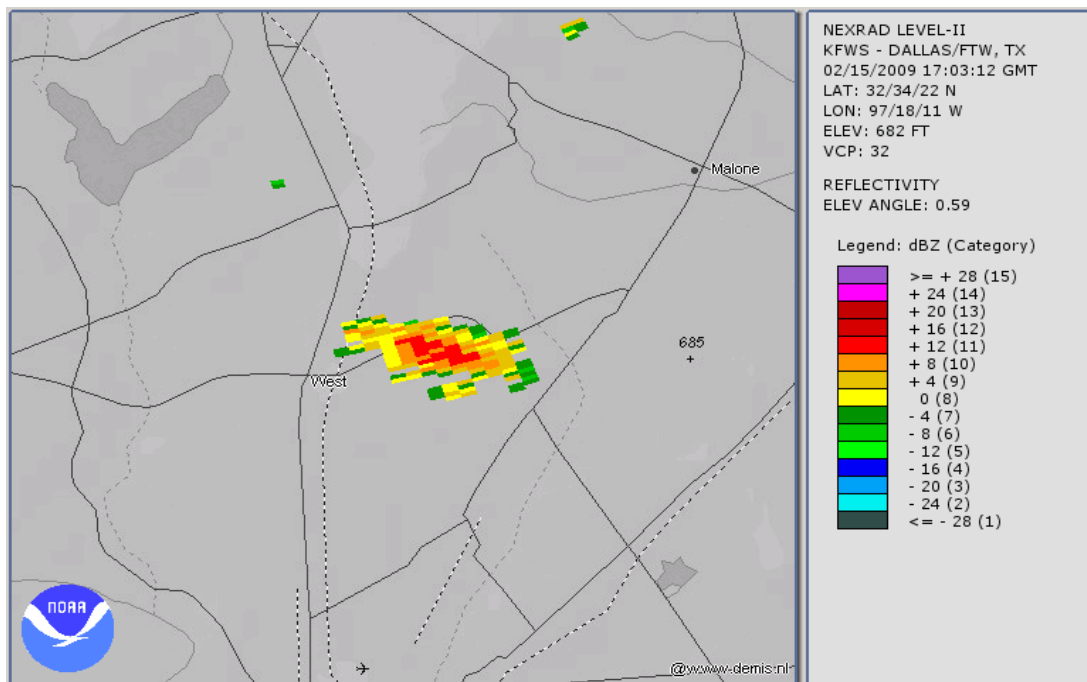 NEXRAD LEVEL-II
KFWS - DALLAS/FTW, TX
02/15/2009 17:03:12 GMT
LAT: 32/34/22 N
LON: 97/18/11 W
ELEV: 682 FT
VCP: 32
REFLECTIVITY
ELEV ANGLE: 0.59
Legend: dBZ (Category)
>= + 28 (15)
+ 24 (14)
+ 20 (13)
+ 16 (12)
+ 12 (11)
+ 8 (10)
+ 4 (9)
0 (8)
- 4 (7)
- 8 (6)
- 12 (5)
- 16 (4)
- 20 (3)
- 24 (2)
<= - 28 (1)
Malone
685
West
NOAA
@www.demis.nl